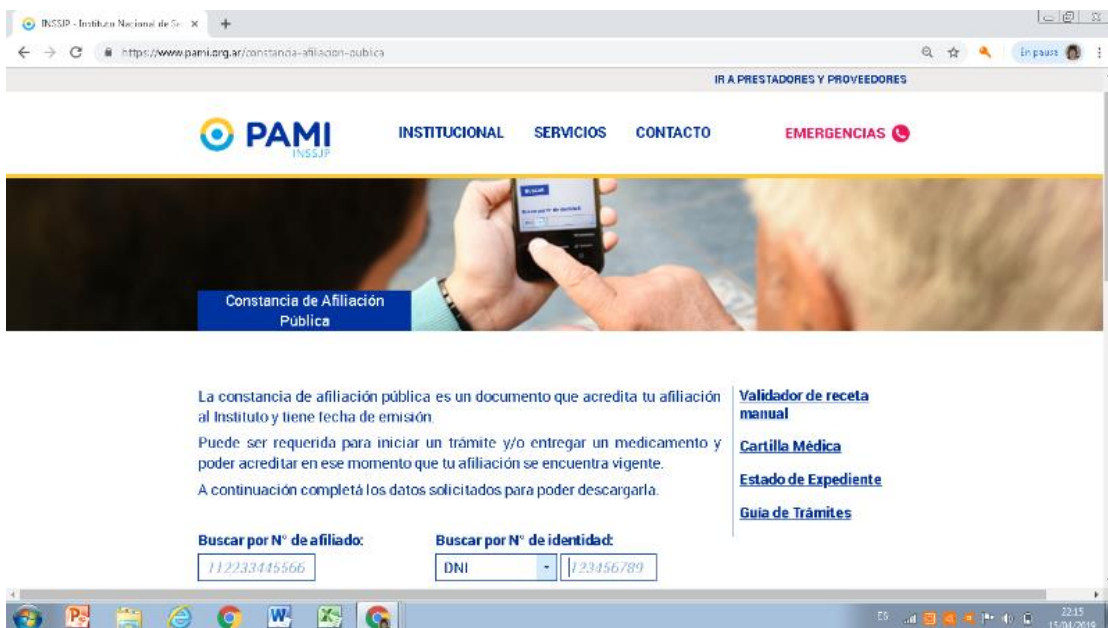 INSSJP - Instituto Nacional de Se
https://www.pami.org.ar/constancia-afiliacion-publica
En pausa
IR A PRESTADORES Y PROVEEDORES
PAMI
INSSJP
INSTITUCIONAL SERVICIOS CONTACTO
EMERGENCIAS
BUSCAR
Constancia de Afiliación
Pública
La constancia de afiliación pública es un documento que acredita tu afiliación
al Instituto y tiene fecha de emisión.
Puede ser requerida para iniciar un trámite y/o entregar un medicamento y
poder acreditar en ese momento que tu afiliación se encuentra vigente.
A continuación completá los datos solicitados para poder descargarla.
Validador de receta
manual
Cartilla Médica
Estado de Expediente
Guía de Trámites
Buscar por N° de afiliado:
112233445566
Buscar por N° de identidad:
DNI
123456789
ES
22:15
15/04/2019